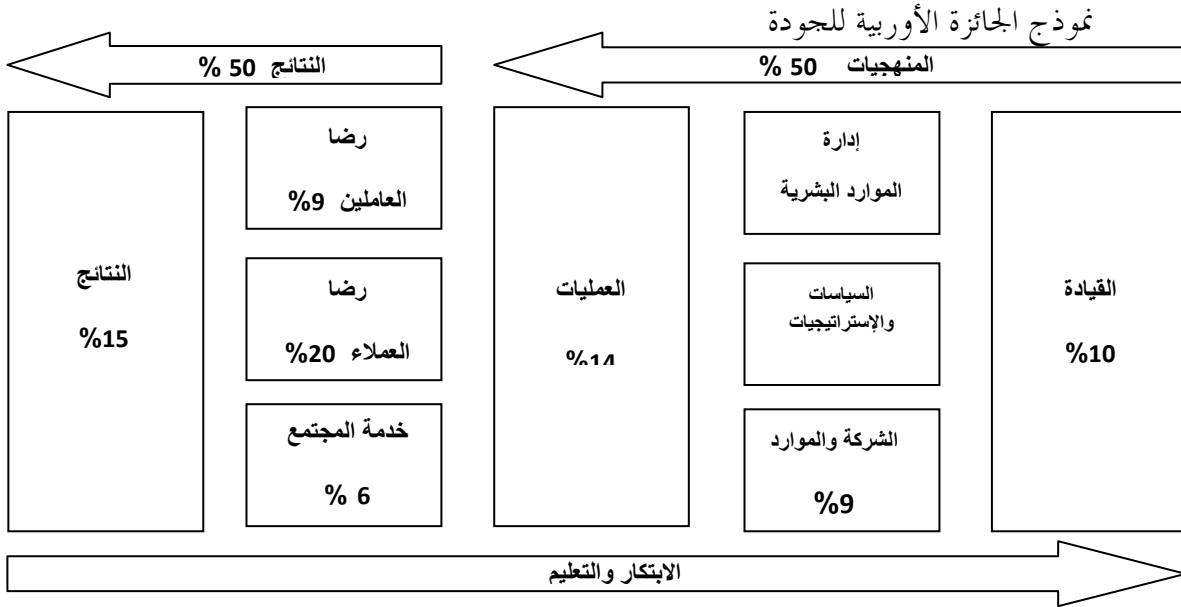 نموذج الجائزة الأوربية للجودة
المنهجيات 50 %
النتائج 50 %
القيادة
%10
إدارة
الموارد البشرية
السياسات
والإستراتيجيات
الشركة والموارد
%9
العمليات
%14
رضا
العاملين 9%
رضا
العملاء 20%
خدمة المجتمع
6 %
النتائج
%15
الابتكار والتعليم